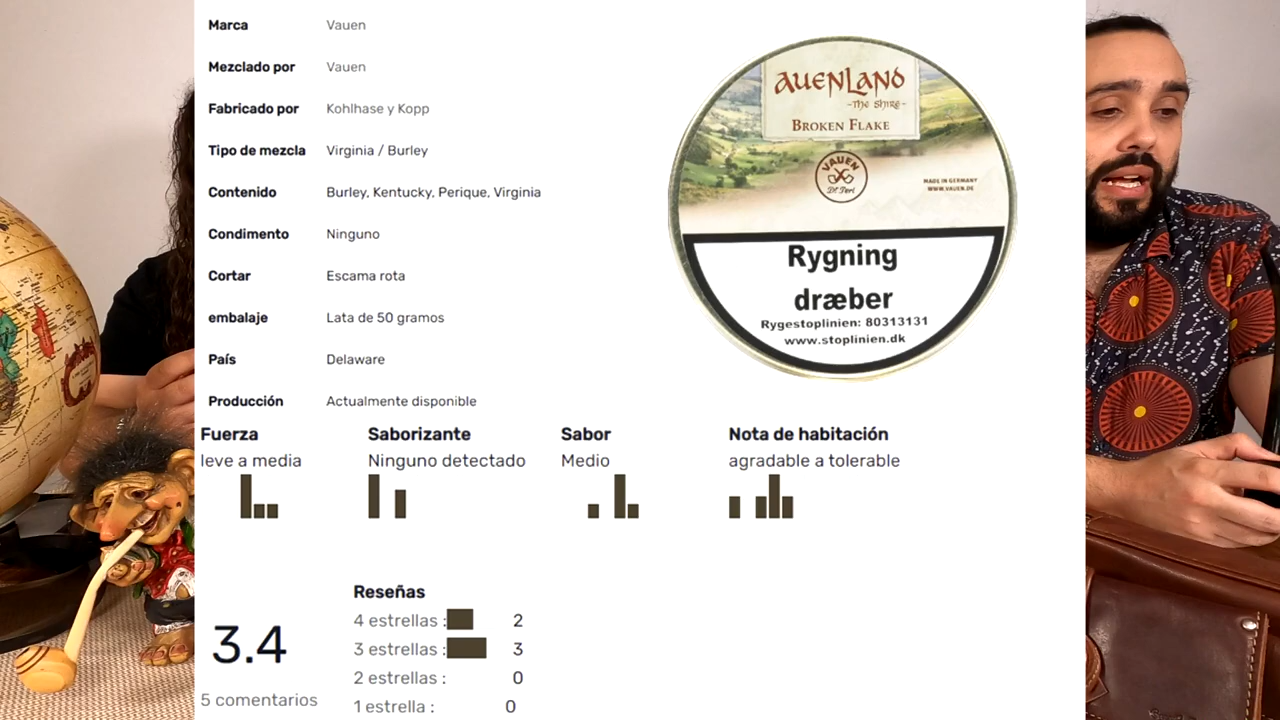 Marca Vauen
Mezclado por Vauen
Fabricado por Kohlhase y Kopp
Tipo de mezcla Virginia / Burley
Contenido Burley, Kentucky, Perique, Virginia
Condimento Ninguno
Cortar Escama rota
embalaje Lata de 50 gramos
País Delaware
Producción Actualmente disponible
AUENLAND
-THE SHIRE-
BROKEN FLAKE
VAUEN
Dr. Perl
MADE IN GERMANY
WWW.VAUEN.DE
Rygning
dræber
Rygestoplinien: 80313131
www.stoplinien.dk
Fuerza Saborizante Sabor Nota de habitación
leve a media Ninguno detectado Medio agradable a tolerable
Reseñas
4 estrellas : 2
3 estrellas : 3
2 estrellas : 0
1 estrella : 0
3.4
5 comentarios